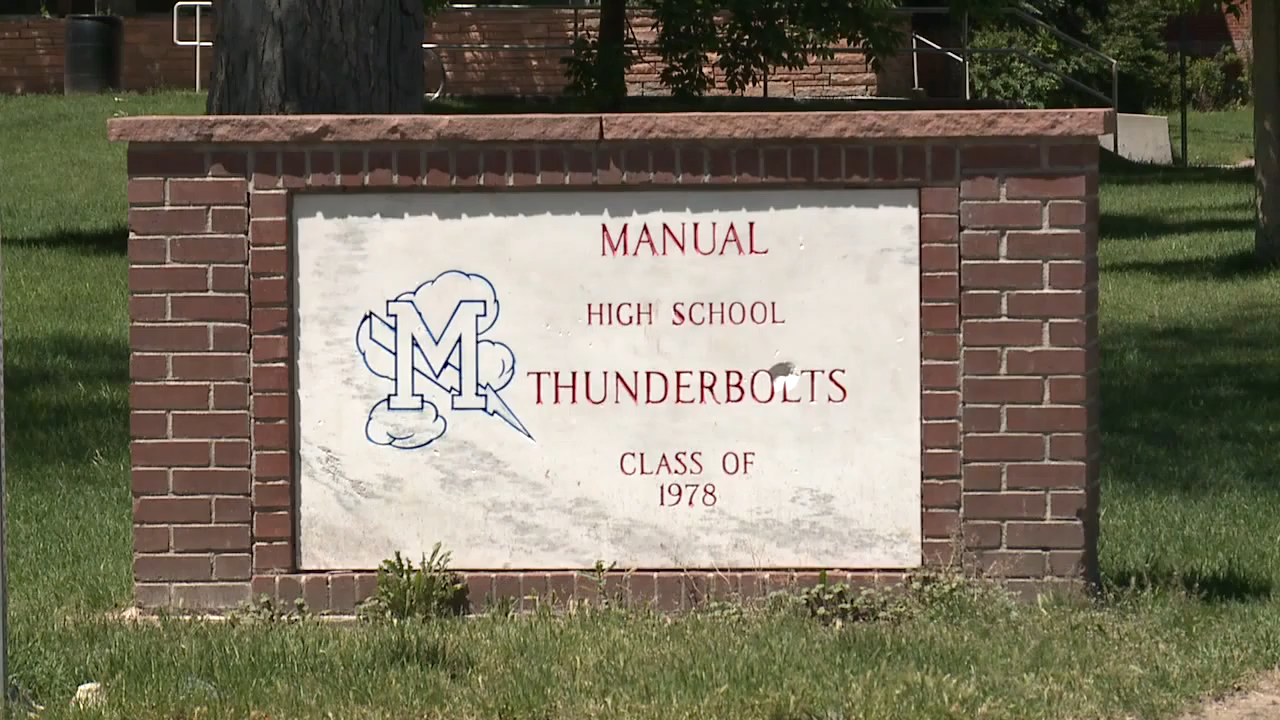 MANUAL
HIGH SCHOOL
M
THUNDERBOLTS
CLASS OF
1978